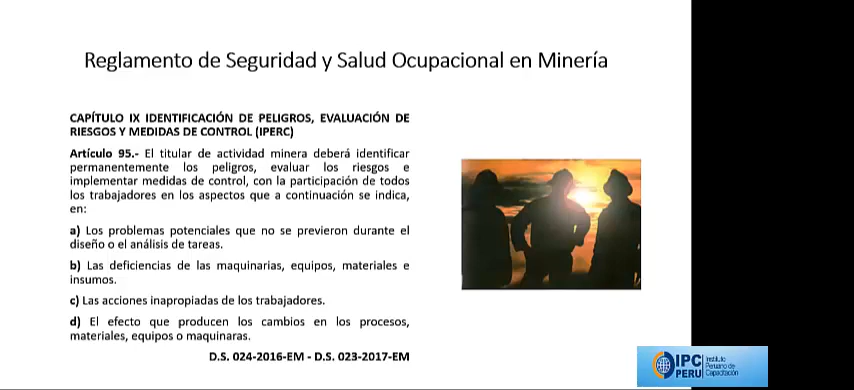 Reglamento de Seguridad y Salud Ocupacional en Minería
CAPÍTULO IX IDENTIFICACIÓN DE PELIGROS, EVALUACIÓN DE
RIESGOS Y MEDIDAS DE CONTROL (IPERC)
Artículo 95.- El titular de actividad minera deberá identificar
permanentemente los peligros, evaluar los riesgos e
implementar medidas de control, con la participación de todos
los trabajadores en los aspectos que a continuación se indica,
en:
a) Los problemas potenciales que no se previeron durante el
diseño o el análisis de tareas.
b) Las deficiencias de las maquinarias, equipos, materiales e
insumos.
c) Las acciones inapropiadas de los trabajadores.
d) El efecto que producen los cambios en los procesos,
materiales, equipos o maquinaras.
D.S. 024-2016-EM - D.S. 023-2017-EM
IPC PERU
Instituto
Peruano de
Capacitación